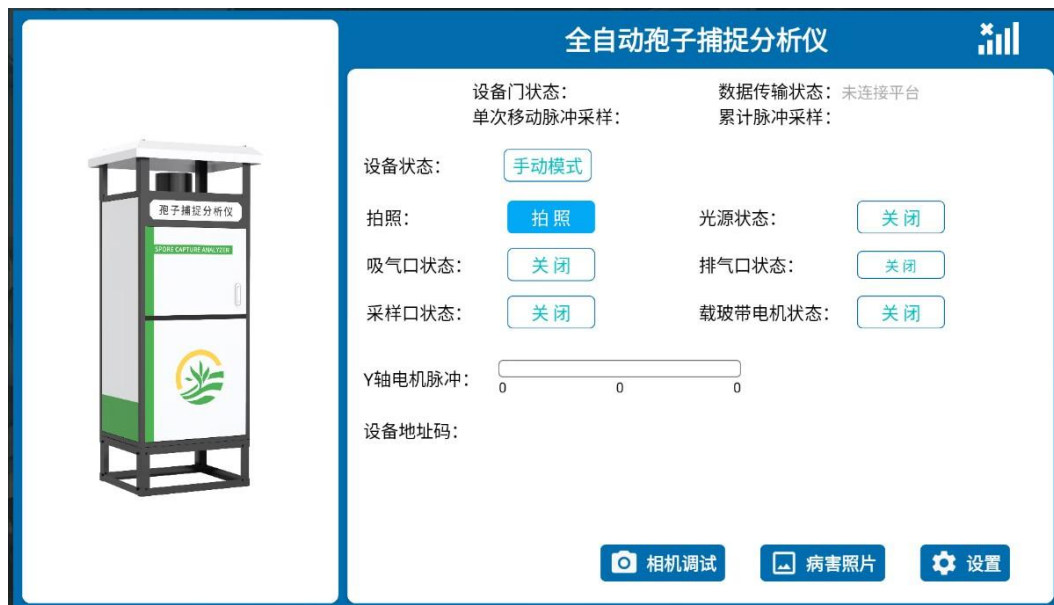 全自动孢子捕捉分析仪
设备门状态：
数据传输状态：未连接平台
单次移动脉冲采样：
累计脉冲采样：
设备状态：
手动模式
拍照：
拍 照
光源状态：
关 闭
吸气口状态：
关 闭
排气口状态：
关 闭
采样口状态：
关 闭
载玻带电机状态：
关 闭
Y轴电机脉冲：
0 0 0
设备地址码：
相机调试
病害照片
设置
孢子捕捉分析仪
SPORE CAPTURE ANALYZER